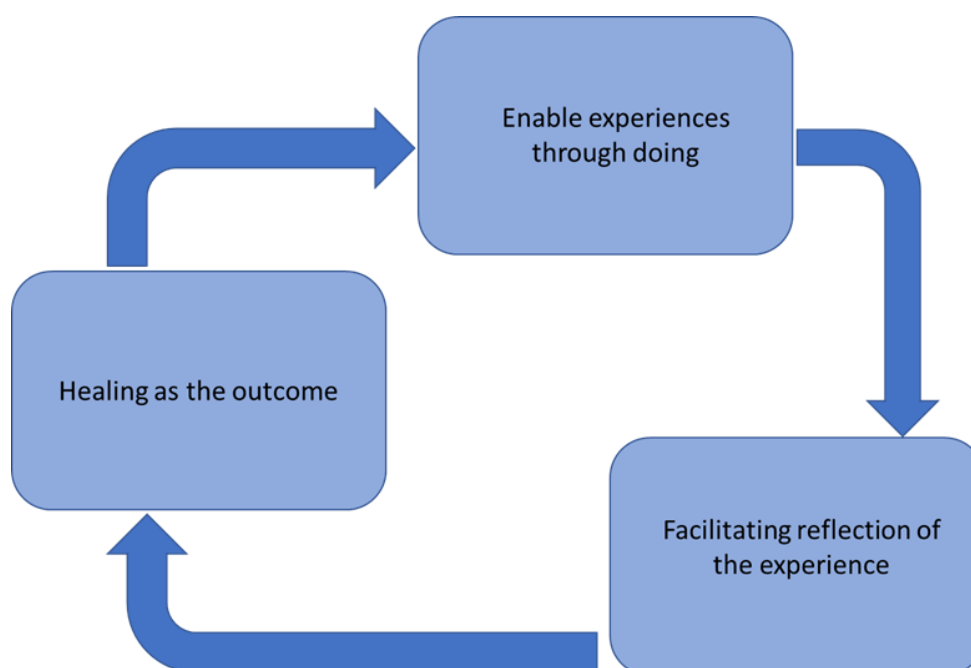 Enable experiences
through doing
Healing as the outcome
Facilitating reflection of
the experience